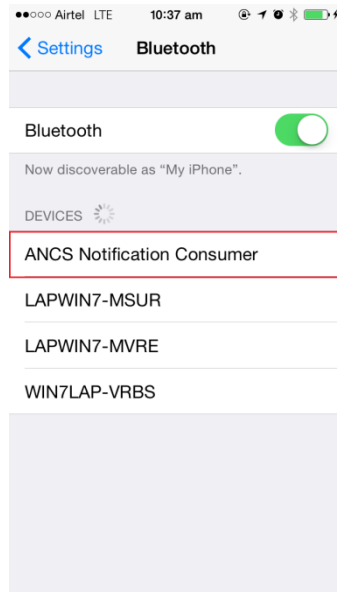 Airtel LTE 10:37 am
Settings Bluetooth
Bluetooth
Now discoverable as “My iPhone”.
DEVICES
ANCS Notification Consumer
LAPWIN7-MSUR
LAPWIN7-MVRE
WIN7LAP-VRBS